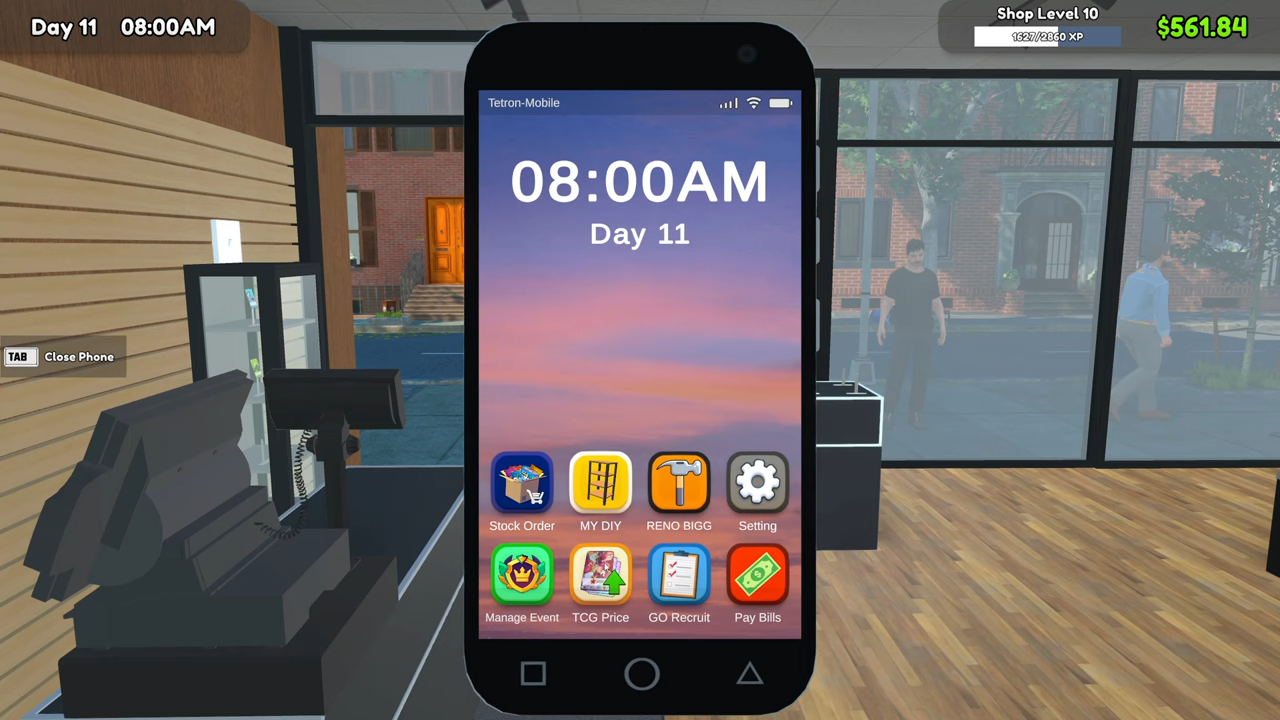 Day 11 08:00AM
Shop Level 10
1627/2860 XP
$561.84
Tetron-Mobile
08:00AM
Day 11
TAB Close Phone
Stock Order MY DIY RENO BIGG Setting
Manage Event TCG Price GO Recruit Pay Bills